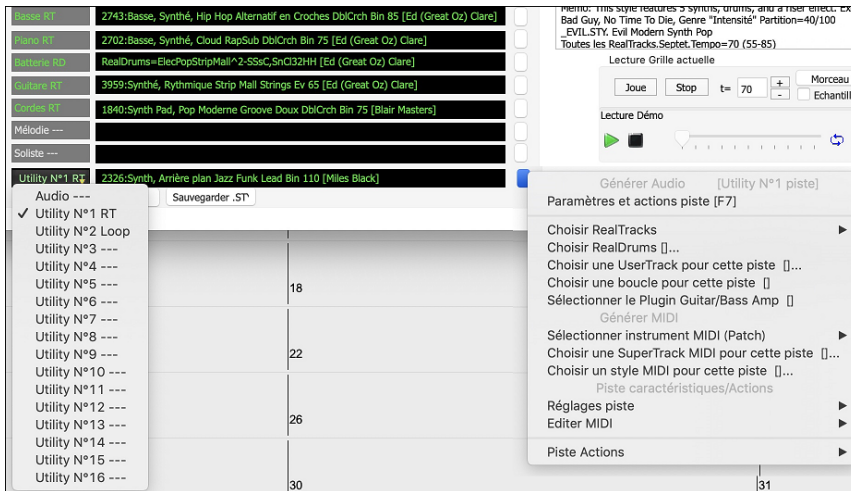 Memo: This style features 5 synths, drums, and a riser effect. Ex
Basse RT 2743:Basse, Synthé, Hip Hop Alternatif en Croches DblCrch Bin 85 [Ed (Great Oz) Clare]
Bad Guy, No Time To Die, Genre "Intensité" Partition=40/100
_EVIL.STY. Evil Modern Synth Pop
Piano RT 2702:Basse, Synthé, Cloud RapSub DblCrch Bin 75 [Ed (Great Oz) Clare]
Toutes les RealTracks.Septet.Tempo=70 (55-85)
Batterie RD RealDrums=ElecPopStripMall^2-SSsC,SnCl32HH [Ed (Great Oz) Clare]
Lecture Grille actuelle
Guitare RT 3959:Synthé, Rythmique Strip Mall Strings Ev 65 [Ed (Great Oz) Clare]
Joue Stop t= 70 + - Morceau
Echantill
Cordes RT 1840:Synth Pad, Pop Moderne Groove Doux DblCrch Bin 75 [Blair Masters]
Mélodie ---
Lecture Démo
Soliste ---
Utility N°1 RT 2326:Synth, Arrière plan Jazz Funk Lead Bin 110 [Miles Black]
Sauvegarder .ST
Audio ---
✓ Utility N°1 RT
Utility N°2 Loop
Utility N°3 ---
Utility N°4 ---
Utility N°5 ---
Utility N°6 ---
Utility N°7 ---
Utility N°8 ---
Utility N°9 ---
Utility N°10 ---
Utility N°11 ---
Utility N°12 ---
Utility N°13 ---
Utility N°14 ---
Utility N°15 ---
Utility N°16 ---
18
22
26
30
31
Générer Audio [Utility N°1 piste]
Paramètres et actions piste [F7]
Choisir RealTracks
Choisir RealDrums []...
Choisir une UserTrack pour cette piste []...
Choisir une boucle pour cette piste []
Sélectionner le Plugin Guitar/Bass Amp []
Générer MIDI
Sélectionner instrument MIDI (Patch)
Choisir une SuperTrack MIDI pour cette piste []...
Choisir un style MIDI pour cette piste []...
Piste caractéristiques/Actions
Réglages piste
Editer MIDI
Piste Actions